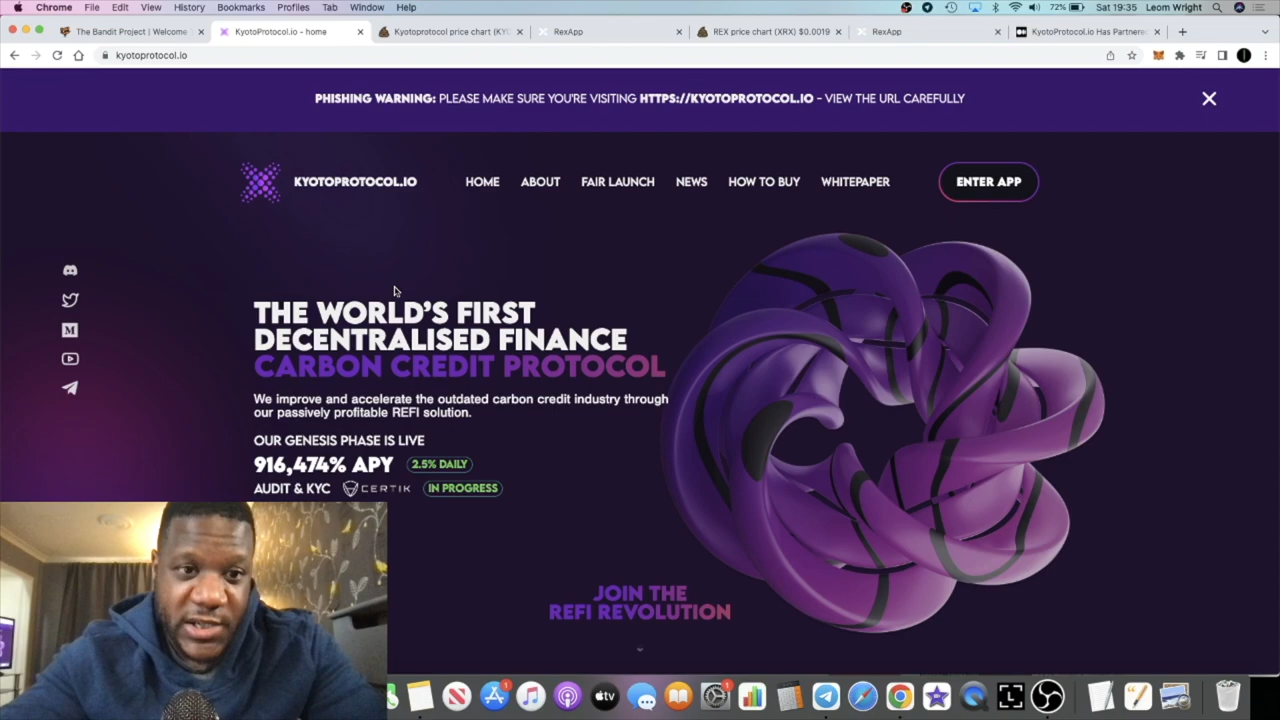 Chrome File Edit View History Bookmarks Profiles Tab Window Help 72% Sat 19:35 Leom Wright
The Bandit Project | Welcome
KyotoProtocol.io - home
Kyotoprotocol price chart (KYO
RexApp
REX price chart (XRX) $0.0019
RexApp
KyotoProtocol.io Has Partnere
kyotoprotocol.io
PHISHING WARNING: PLEASE MAKE SURE YOU'RE VISITING HTTPS://KYOTOPROTOCOL.IO - VIEW THE URL CAREFULLY
KYOTOPROTOCOL.IO HOME ABOUT FAIR LAUNCH NEWS HOW TO BUY WHITEPAPER ENTER APP
THE WORLD'S FIRST
DECENTRALISED FINANCE
CARBON CREDIT PROTOCOL
We improve and accelerate the outdated carbon credit industry through
our passively profitable REFI solution.
OUR GENESIS PHASE IS LIVE
916,474% APY 2.5% DAILY
AUDIT & KYC CERTIK IN PROGRESS
JOIN THE
REFI REVOLUTION
tv